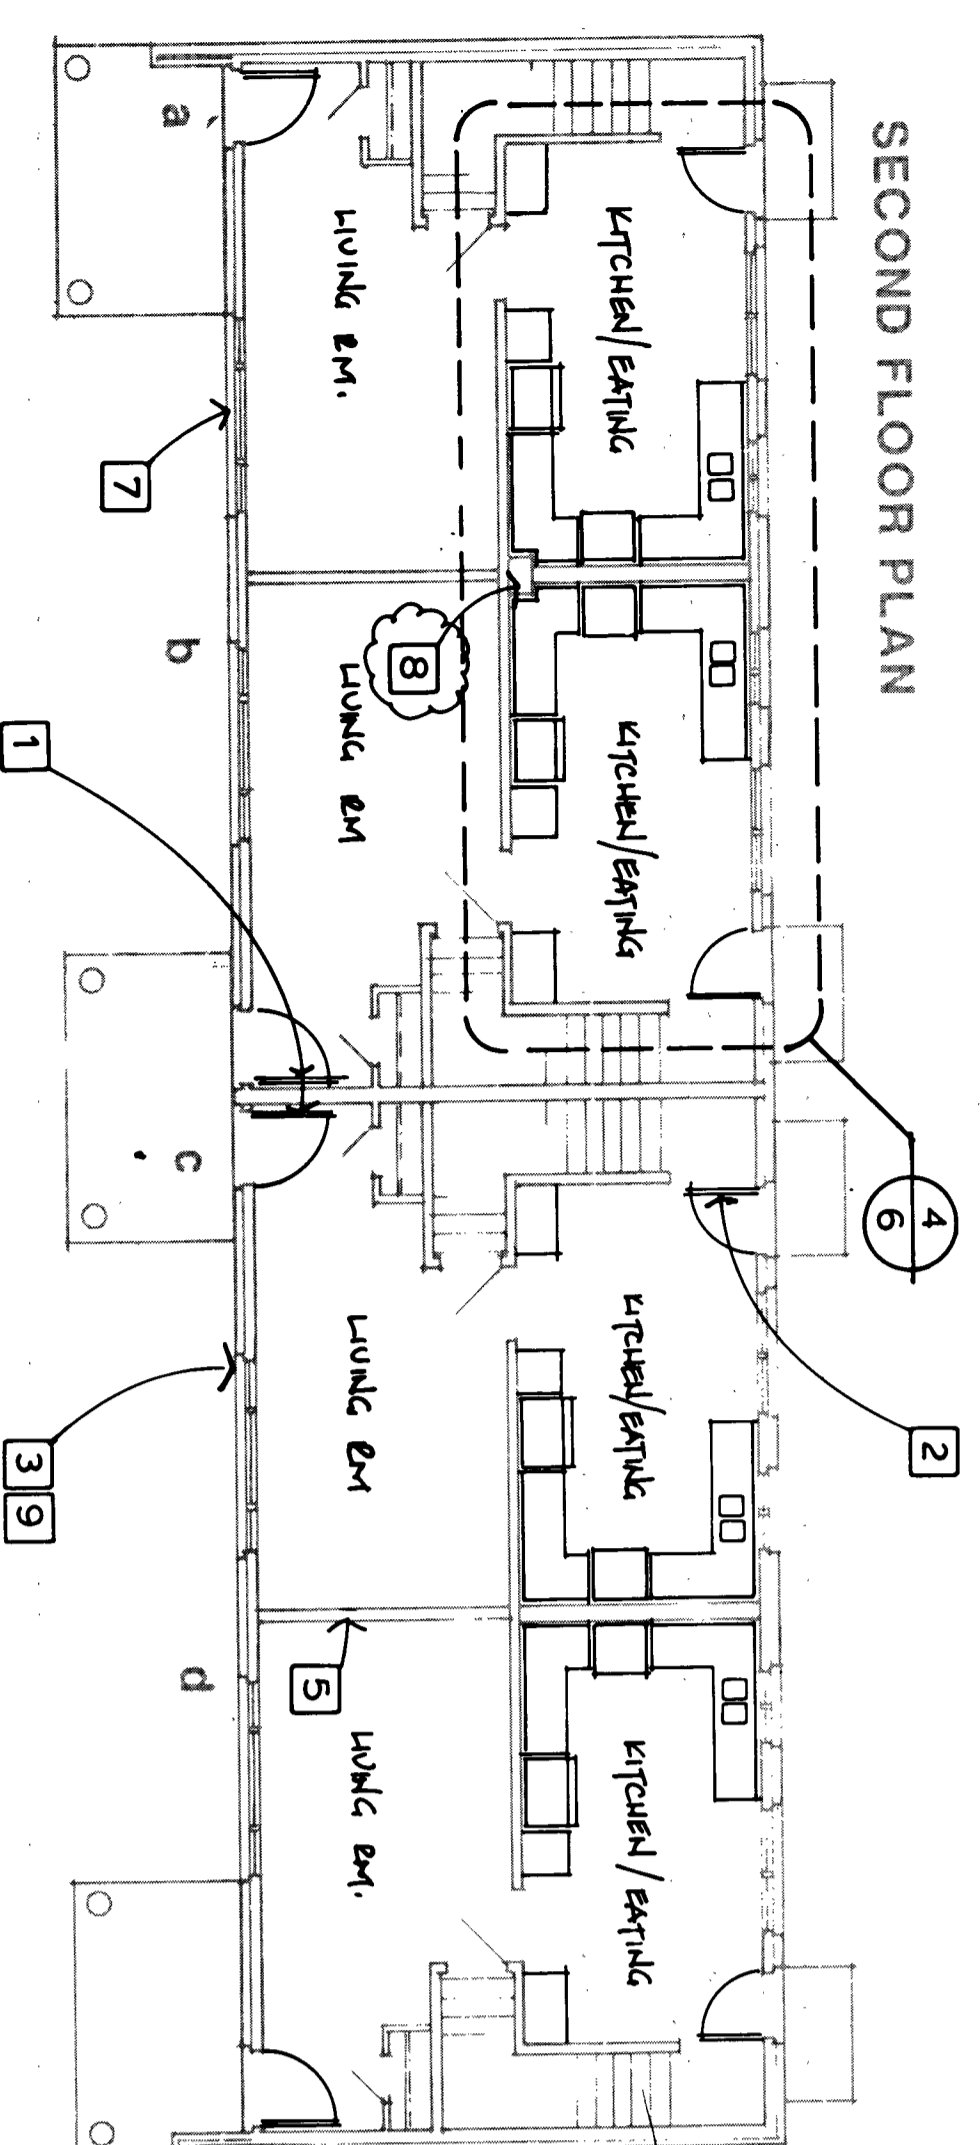 SECOND FLOOR PLAN
4
6
2
KITCHEN/EATING
KITCHEN/EATING
KITCHEN/EATING
KITCHEN/EATING
LIVING RM.
LIVING RM
LIVING RM
LIVING RM.
8
5
a
b
c
d
7
1
3
9